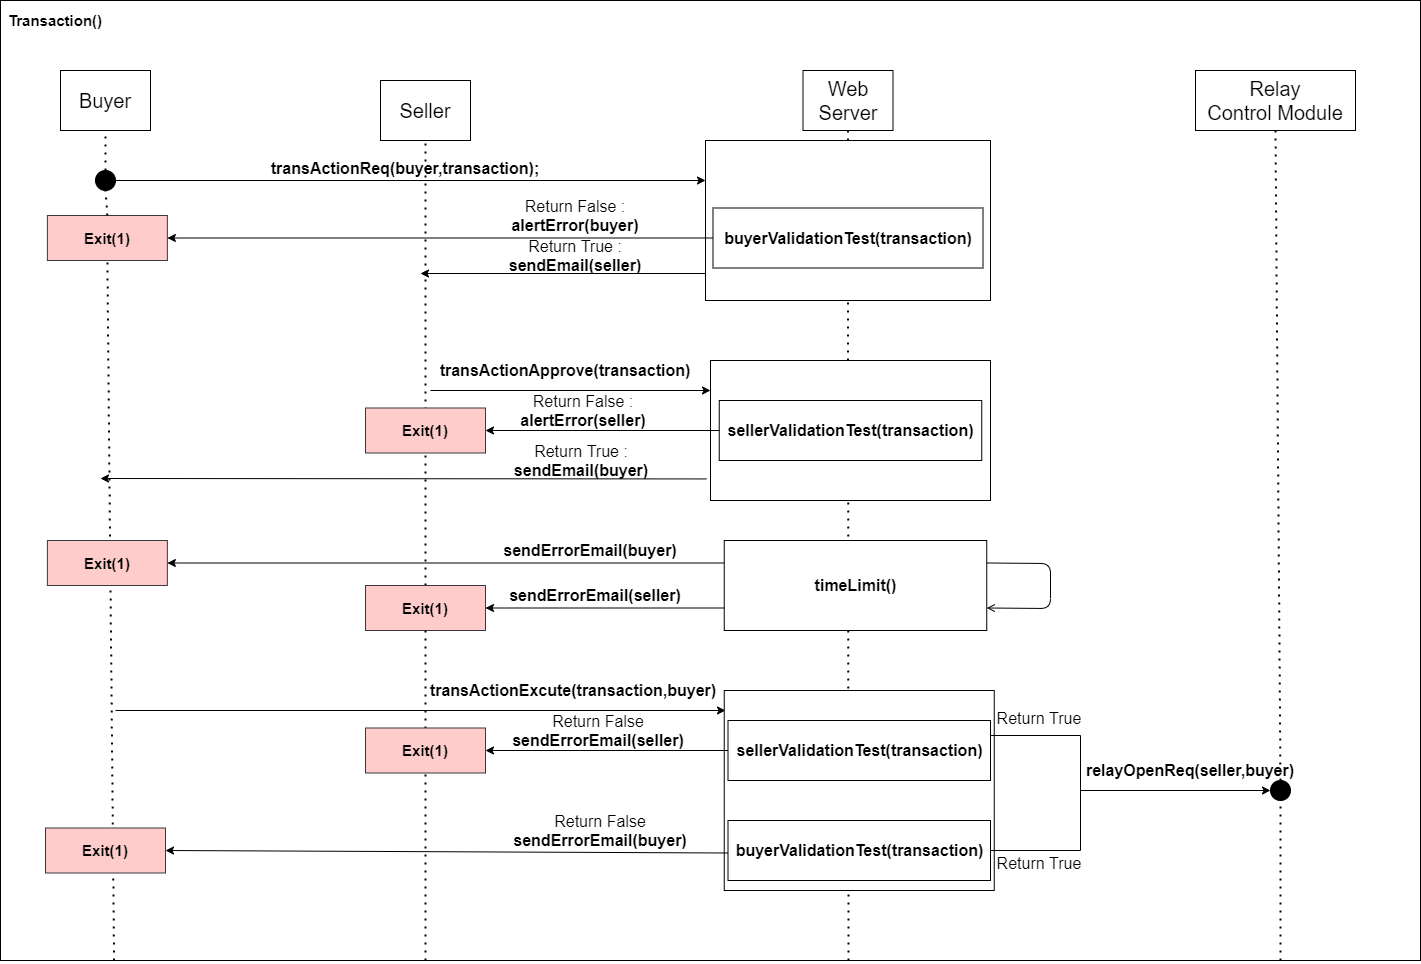 Transaction()
Buyer
Seller
Web
Server
Relay
Control Module
transActionReq(buyer,transaction);
Return False :
alertError(buyer)
Exit(1)
buyerValidationTest(transaction)
Return True :
sendEmail(seller)
transActionApprove(transaction)
Return False :
alertError(seller)
Exit(1)
sellerValidationTest(transaction)
Return True :
sendEmail(buyer)
sendErrorEmail(buyer)
Exit(1)
timeLimit()
sendErrorEmail(seller)
Exit(1)
transActionExcute(transaction,buyer)
Return True
Return False
sendErrorEmail(seller)
Exit(1)
sellerValidationTest(transaction)
relayOpenReq(seller,buyer)
Return False
sendErrorEmail(buyer)
Exit(1)
buyerValidationTest(transaction)
Return True